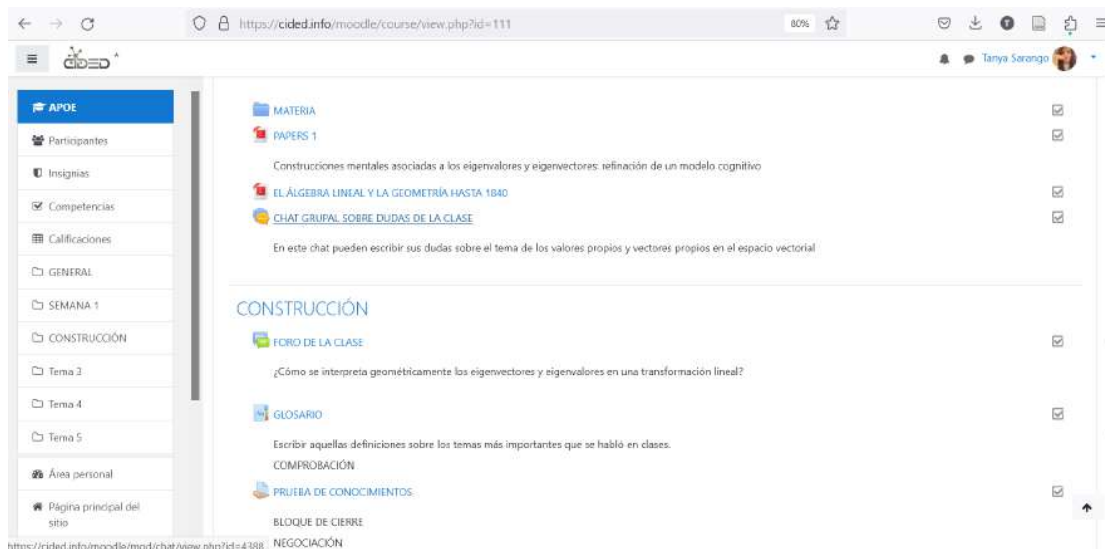 https://cided.info/moodle/course/view.php?id=111
80%
CIDED
Tanya Sarango
APOE
Participantes
Insignias
Competencias
Calificaciones
GENERAL
SEMANA 1
CONSTRUCCIÓN
Tema 3
Tema 4
Tema 5
Área personal
Página principal del
sitio
MATERIA
PAPERS 1
Construcciones mentales asociadas a los eigenvalores y eigenvectores: refinación de un modelo cognitivo
EL ÁLGEBRA LINEAL Y LA GEOMETRÍA HASTA 1840
CHAT GRUPAL SOBRE DUDAS DE LA CLASE
En este chat pueden escribir sus dudas sobre el tema de los valores propios y vectores propios en el espacio vectorial
CONSTRUCCIÓN
FORO DE LA CLASE
¿Cómo se interpreta geométricamente los eigenvectores y eigenvalores en una transformación lineal?
GLOSARIO
Escribir aquellas definiciones sobre los temas más importantes que se habló en clases.
COMPROBACIÓN
PRUEBA DE CONOCIMIENTOS
BLOQUE DE CIERRE
NEGOCIACIÓN
https://cided.info/moodle/mod/chat/view.php?id=4388